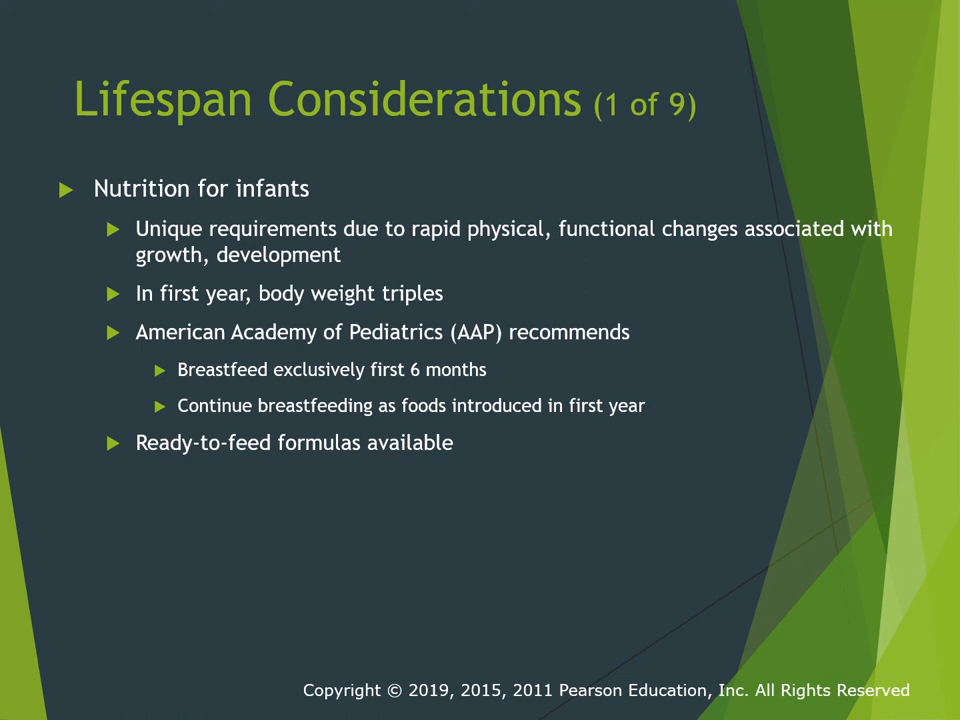 Lifespan Considerations (1 of 9)
Nutrition for infants
Unique requirements due to rapid physical, functional changes associated with
growth, development
In first year, body weight triples
American Academy of Pediatrics (AAP) recommends
Breastfeed exclusively first 6 months
Continue breastfeeding as foods introduced in first year
Ready-to-feed formulas available
Copyright © 2019, 2015, 2011 Pearson Education, Inc. All Rights Reserved